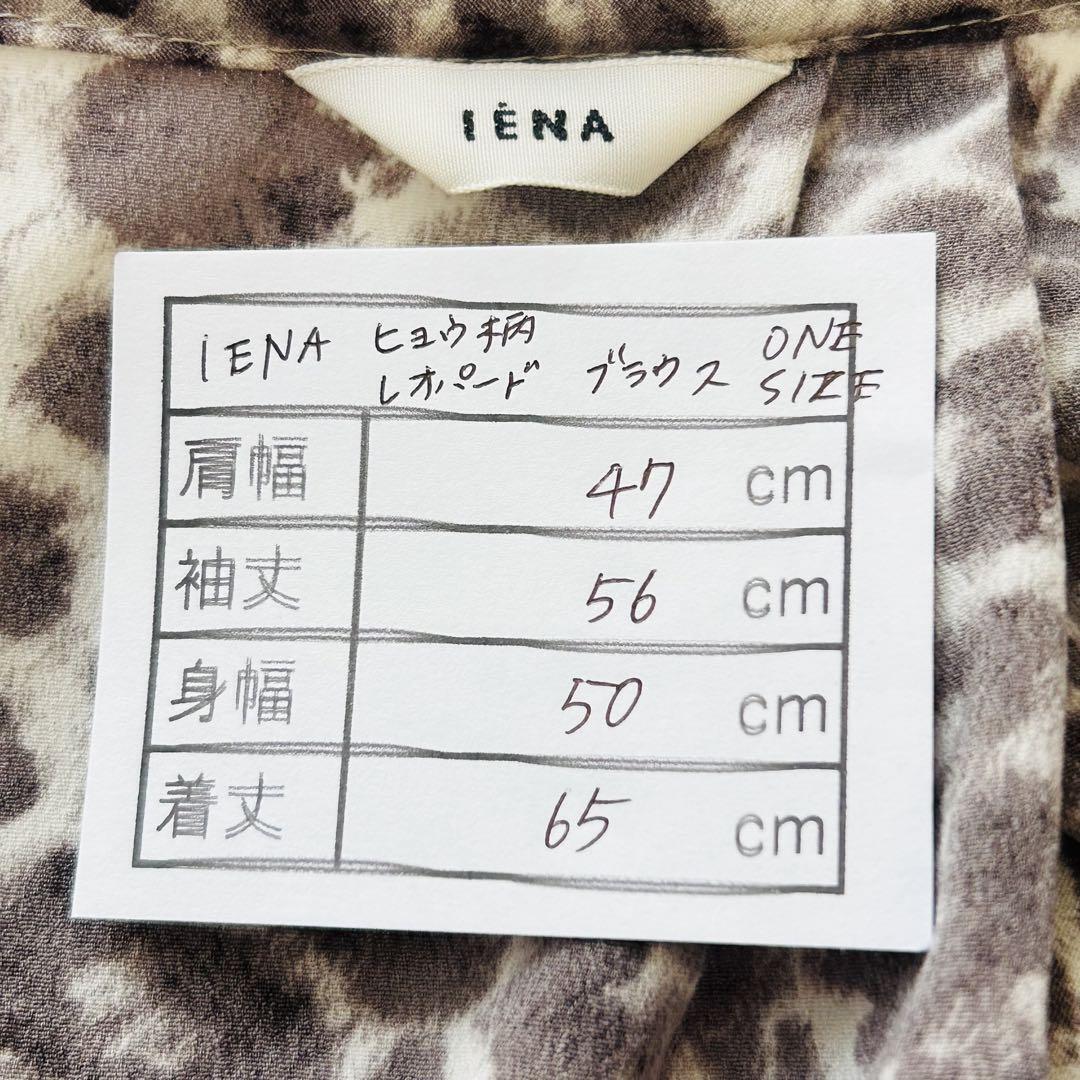 IÉNA
IENA ヒョウ柄 レオパード ブラウス ONE SIZE
肩幅 47 cm
袖丈 56 cm
身幅 50 cm
着丈 65 cm